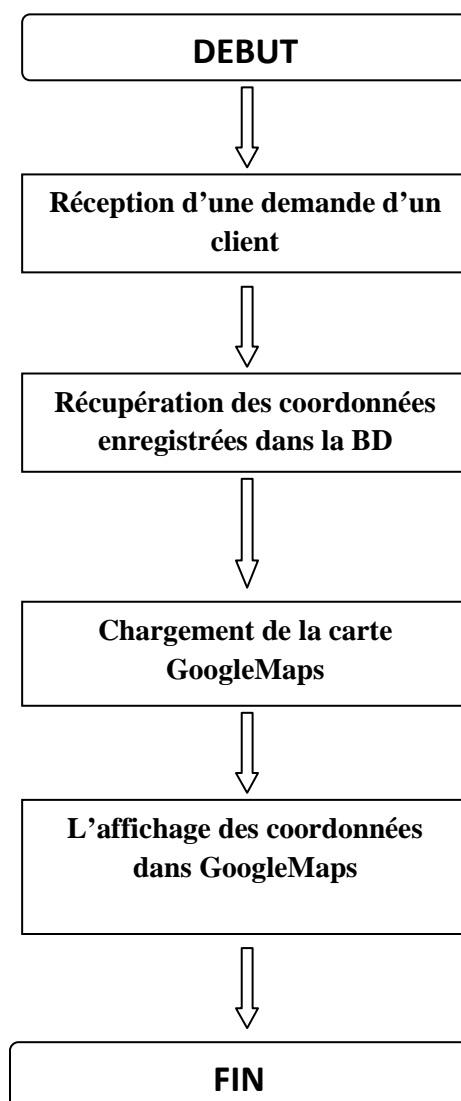 DEBUT
Réception d’une demande d’un
client
Récupération des coordonnées
enregistrées dans la BD
Chargement de la carte
GoogleMaps
L’affichage des coordonnées
dans GoogleMaps
FIN